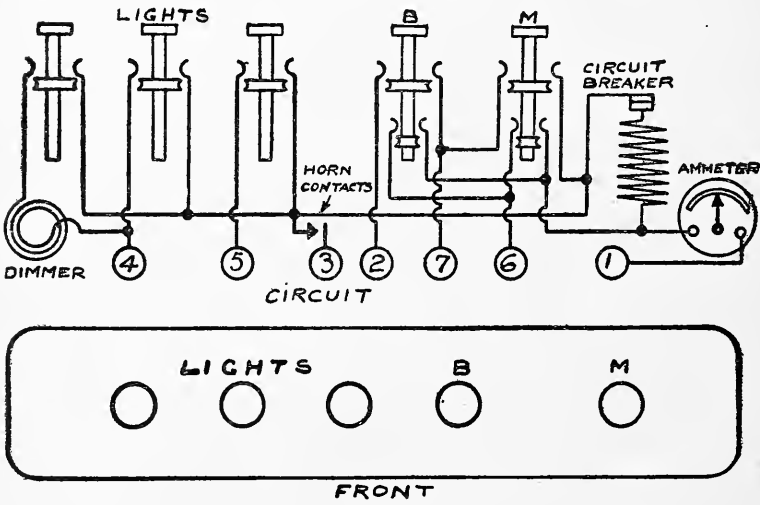 LIGHTS
B
M
CIRCUIT
BREAKER
AMMETER
HORN
CONTACTS
DIMMER
4
5
3
2
7
6
1
CIRCUIT
LIGHTS
B
M
FRONT